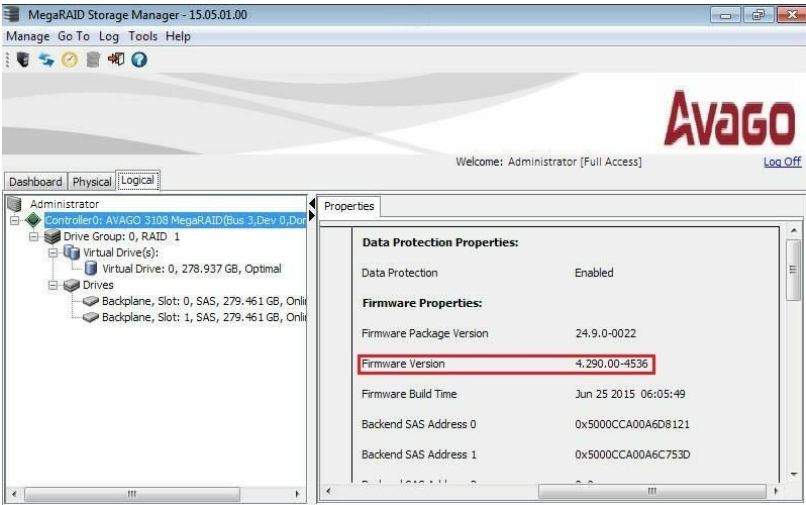 MegaRAID Storage Manager - 15.05.01.00
Manage Go To Log Tools Help
AVAGO
Welcome: Administrator [Full Access]
Log Off
Dashboard Physical Logical
Administrator
Controller0: AVAGO 3108 MegaRAID(Bus 3,Dev 0,Dor
Drive Group: 0, RAID 1
Virtual Drive(s):
Virtual Drive: 0, 278.937 GB, Optimal
Drives
Backplane, Slot: 0, SAS, 279.461 GB, Onli
Backplane, Slot: 1, SAS, 279.461 GB, Onli
Properties
Data Protection Properties:
Data Protection Enabled
Firmware Properties:
Firmware Package Version 24.9.0-0022
Firmware Version 4.290.00-4536
Firmware Build Time Jun 25 2015 06:05:49
Backend SAS Address 0 0x5000CCA00A6D8121
Backend SAS Address 1 0x5000CCA00A6C753D